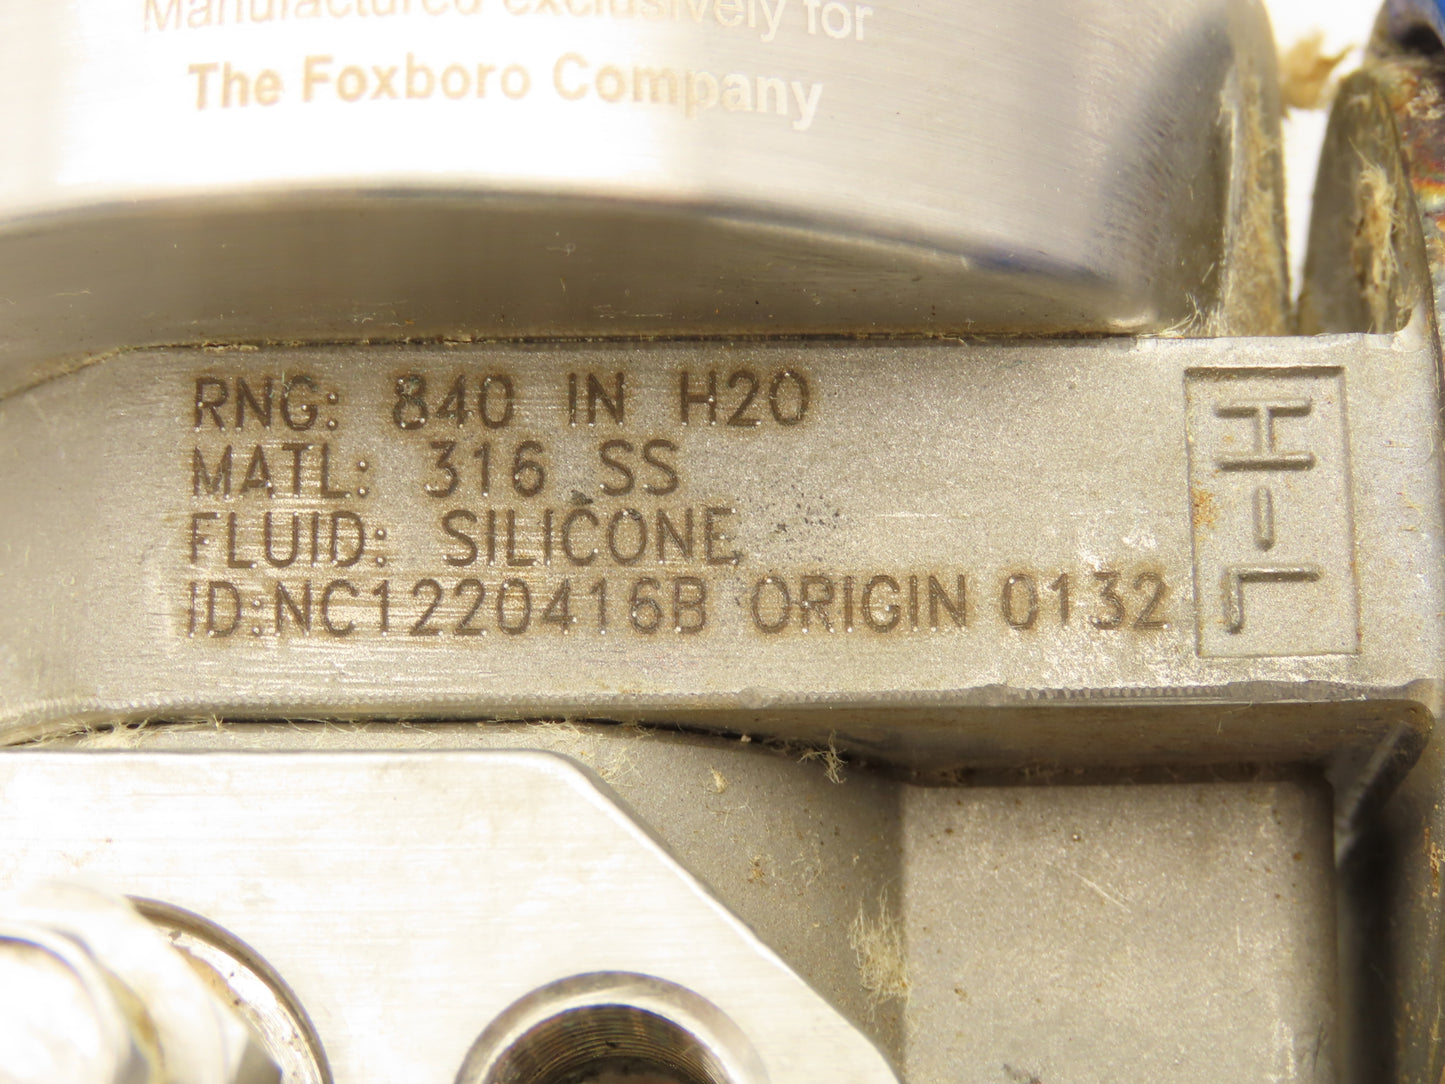 Manufactured exclusively for
The Foxboro Company
RNG: 840 IN H2O
MATL: 316 SS
FLUID: SILICONE
ID:NC1220416B ORIGIN 0132
H-L